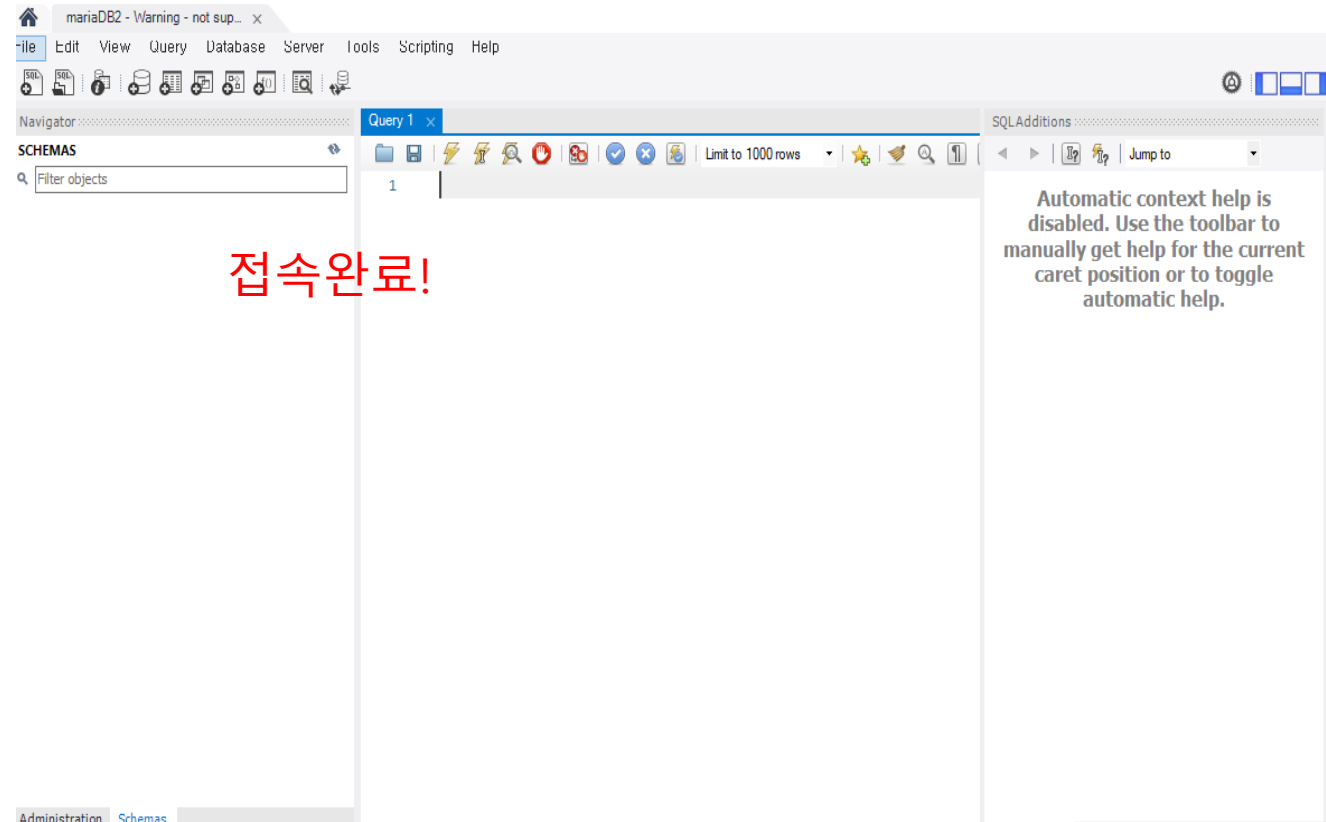 mariaDB2 - Warning - not sup...
File Edit View Query Database Server Tools Scripting Help
Navigator
SCHEMAS
Filter objects
접속완료!
Administration Schemas
Query 1
Limit to 1000 rows
1
SQLAdditions
Jump to
Automatic context help is
disabled. Use the toolbar to
manually get help for the current
caret position or to toggle
automatic help.